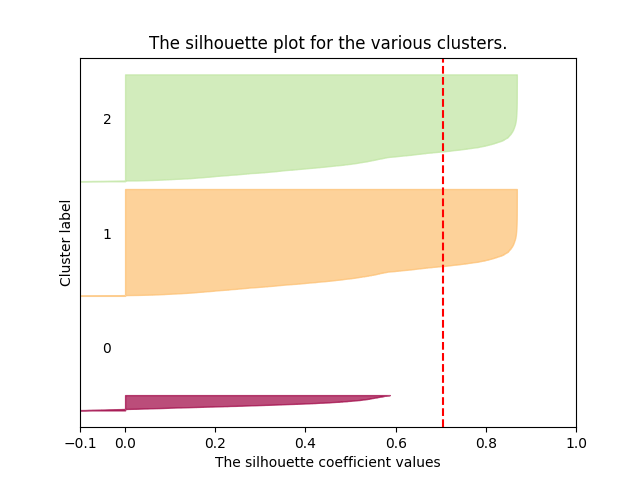 The silhouette plot for the various clusters.
2
1
0
Cluster label
−0.1 0.0 0.2 0.4 0.6 0.8 1.0
The silhouette coefficient values